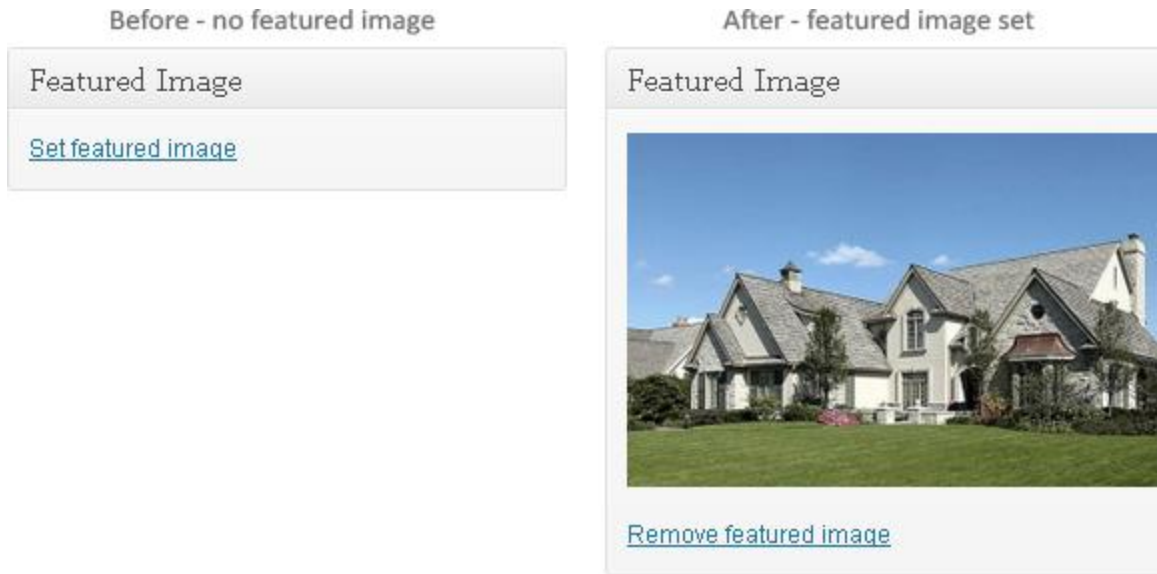 Before - no featured image
Featured Image
Set featured image
After - featured image set
Featured Image
Remove featured image